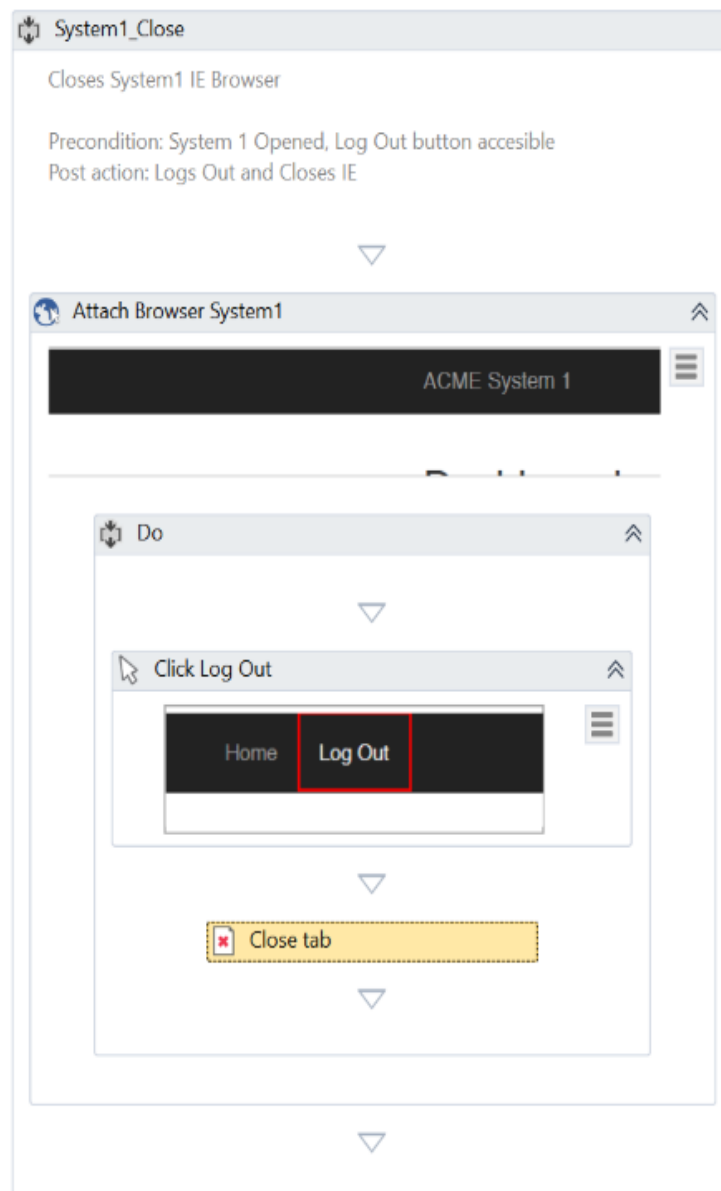 System1_Close
Closes System1 IE Browser
Precondition: System 1 Opened, Log Out button accesible
Post action: Logs Out and Closes IE
Attach Browser System1
ACME System 1
Do
Click Log Out
Home Log Out
Close tab